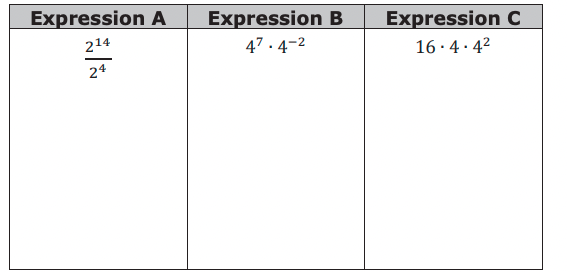 Expression A Expression B Expression C
2¹⁴ 4⁷ · 4⁻² 16 · 4 · 4²
2⁴